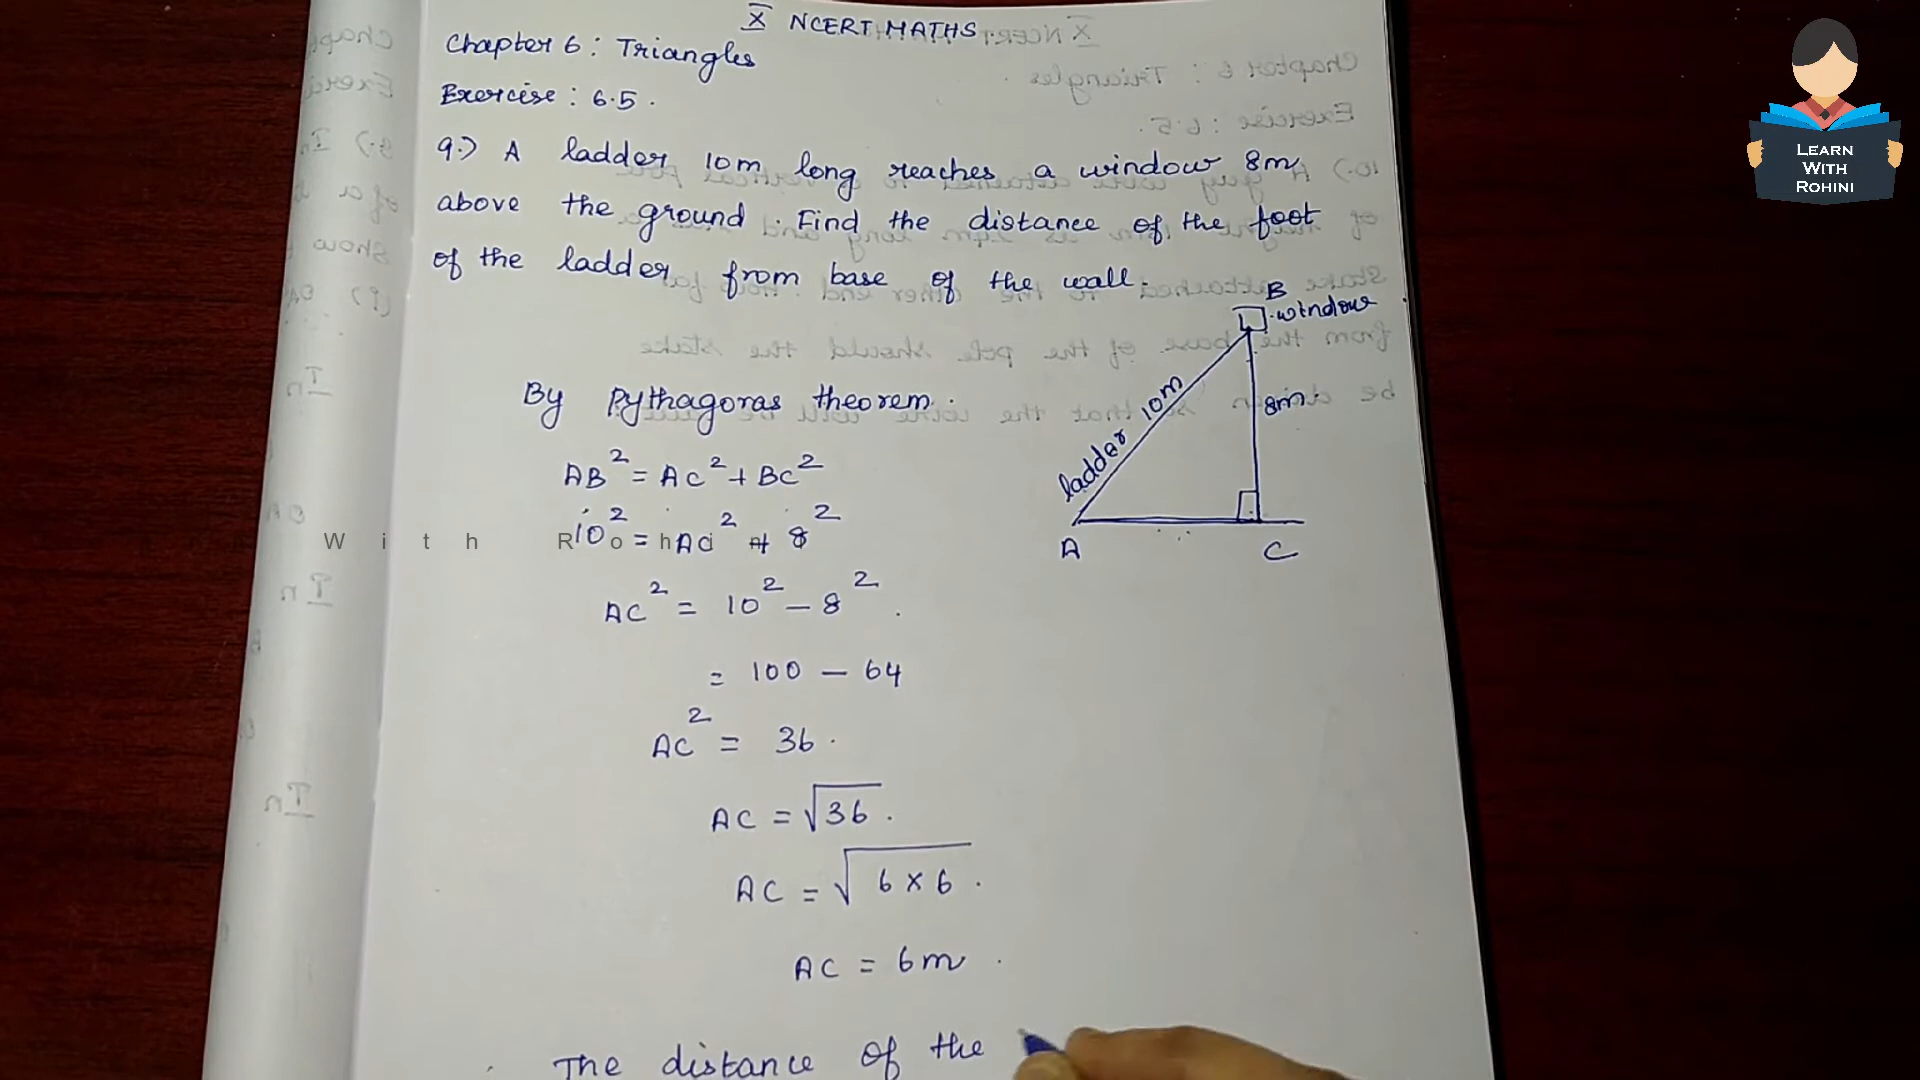 X NCERT MATHS
Chapter 6 : Triangles
Exercise : 6.5 .
9.) A ladder 10m long reaches a window 8m
above the ground . Find the distance of the foot
of the ladder from base of the wall.
B
window
ladder 10m
8m
A
C
By Pythagoras theorem .
AB² = AC² + BC²
10² = AC² + 8²
With Rohini
AC² = 10² – 8² .
= 100 – 64
AC² = 36 .
AC = √36 .
AC = √6 × 6 .
AC = 6m .
The distance of the
LEARN
WITH
ROHINI